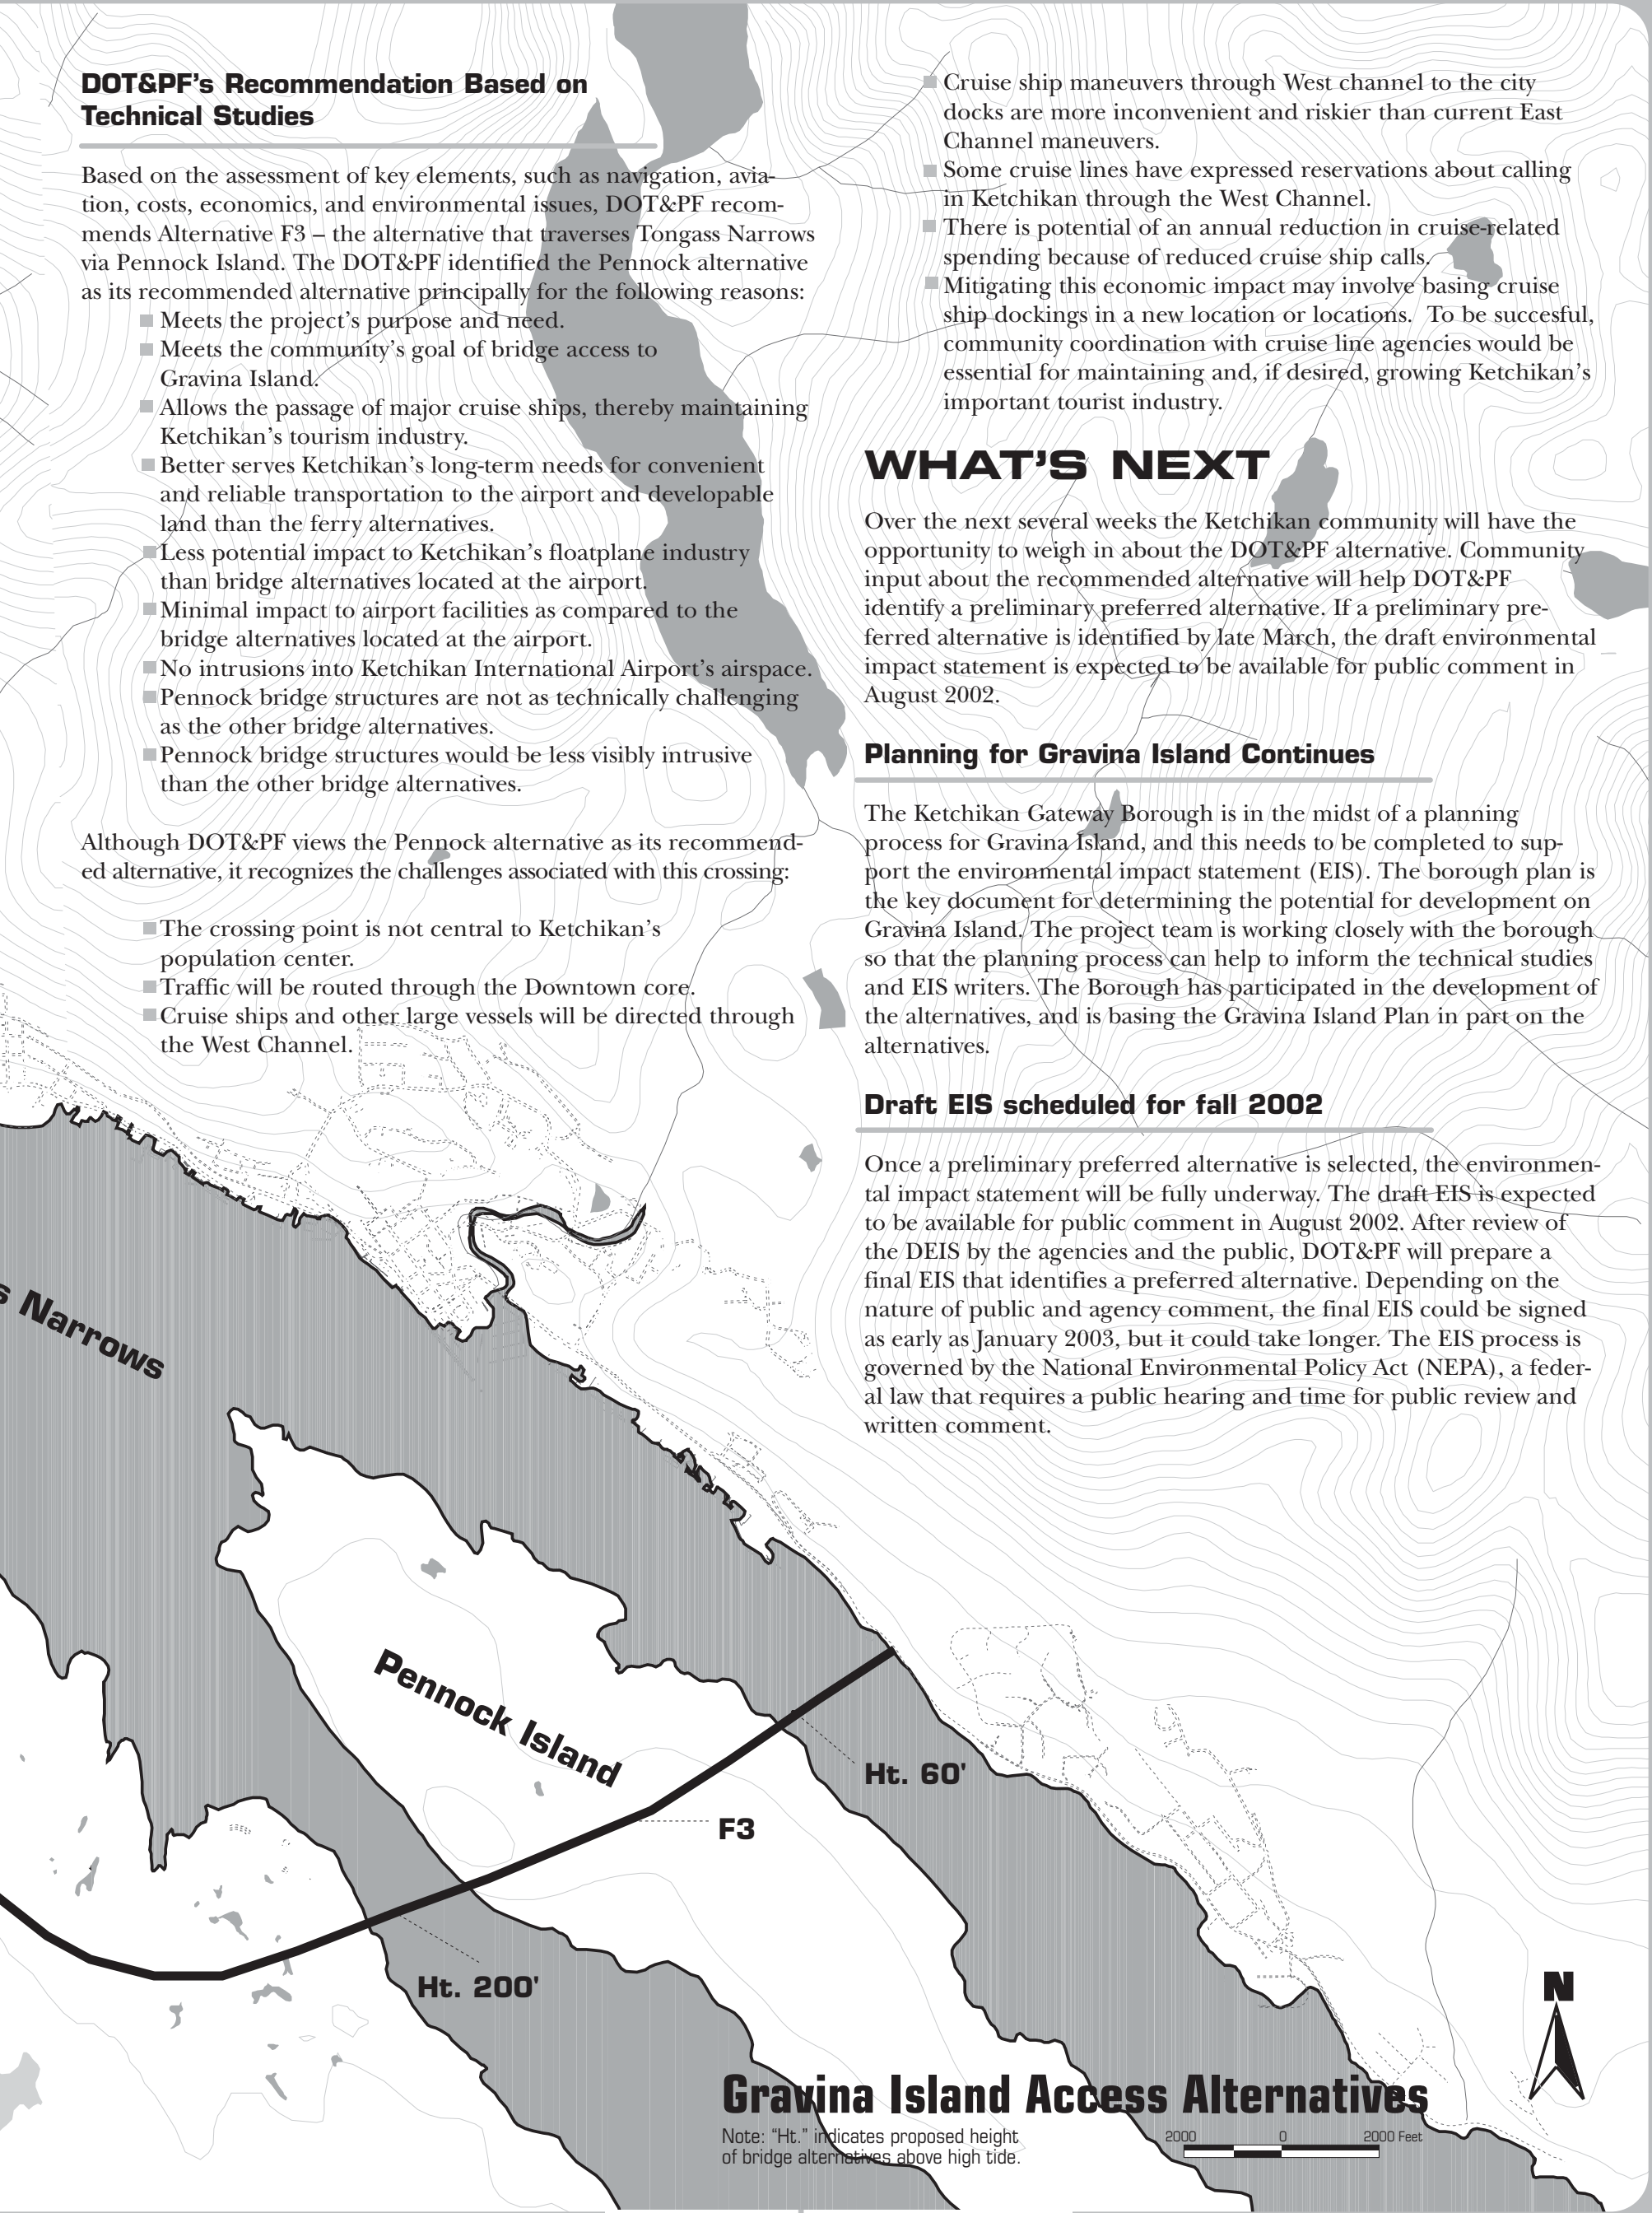 DOT&PF's Recommendation Based on
Technical Studies
Based on the assessment of key elements, such as navigation, avia-
tion, costs, economics, and environmental issues, DOT&PF recom-
mends Alternative F3 – the alternative that traverses Tongass Narrows
via Pennock Island. The DOT&PF identified the Pennock alternative
as its recommended alternative principally for the following reasons:
Meets the project's purpose and need.
Meets the community's goal of bridge access to
Gravina Island.
Allows the passage of major cruise ships, thereby maintaining
Ketchikan's tourism industry.
Better serves Ketchikan's long-term needs for convenient
and reliable transportation to the airport and developable
land than the ferry alternatives.
Less potential impact to Ketchikan's floatplane industry
than bridge alternatives located at the airport.
Minimal impact to airport facilities as compared to the
bridge alternatives located at the airport.
No intrusions into Ketchikan International Airport's airspace.
Pennock bridge structures are not as technically challenging
as the other bridge alternatives.
Pennock bridge structures would be less visibly intrusive
than the other bridge alternatives.
Although DOT&PF views the Pennock alternative as its recommend-
ed alternative, it recognizes the challenges associated with this crossing:
The crossing point is not central to Ketchikan's
population center.
Traffic will be routed through the Downtown core.
Cruise ships and other large vessels will be directed through
the West Channel.
Cruise ship maneuvers through West channel to the city
docks are more inconvenient and riskier than current East
Channel maneuvers.
Some cruise lines have expressed reservations about calling
in Ketchikan through the West Channel.
There is potential of an annual reduction in cruise-related
spending because of reduced cruise ship calls.
Mitigating this economic impact may involve basing cruise
ship dockings in a new location or locations.  To be succesful,
community coordination with cruise line agencies would be
essential for maintaining and, if desired, growing Ketchikan's
important tourist industry.
WHAT'S NEXT
Over the next several weeks the Ketchikan community will have the
opportunity to weigh in about the DOT&PF alternative. Community
input about the recommended alternative will help DOT&PF
identify a preliminary preferred alternative. If a preliminary pre-
ferred alternative is identified by late March, the draft environmental
impact statement is expected to be available for public comment in
August 2002.
Planning for Gravina Island Continues
The Ketchikan Gateway Borough is in the midst of a planning
process for Gravina Island, and this needs to be completed to sup-
port the environmental impact statement (EIS). The borough plan is
the key document for determining the potential for development on
Gravina Island. The project team is working closely with the borough
so that the planning process can help to inform the technical studies
and EIS writers. The Borough has participated in the development of
the alternatives, and is basing the Gravina Island Plan in part on the
alternatives.
Draft EIS scheduled for fall 2002
Once a preliminary preferred alternative is selected, the environmen-
tal impact statement will be fully underway. The draft EIS is expected
to be available for public comment in August 2002. After review of
the DEIS by the agencies and the public, DOT&PF will prepare a
final EIS that identifies a preferred alternative. Depending on the
nature of public and agency comment, the final EIS could be signed
as early as January 2003, but it could take longer. The EIS process is
governed by the National Environmental Policy Act (NEPA), a feder-
al law that requires a public hearing and time for public review and
written comment.
s Narrows
Pennock Island
Ht. 60'
F3
Ht. 200'
N
Gravina Island Access Alternatives
Note: "Ht." indicates proposed height
of bridge alternatives above high tide.
2000 0 2000 Feet